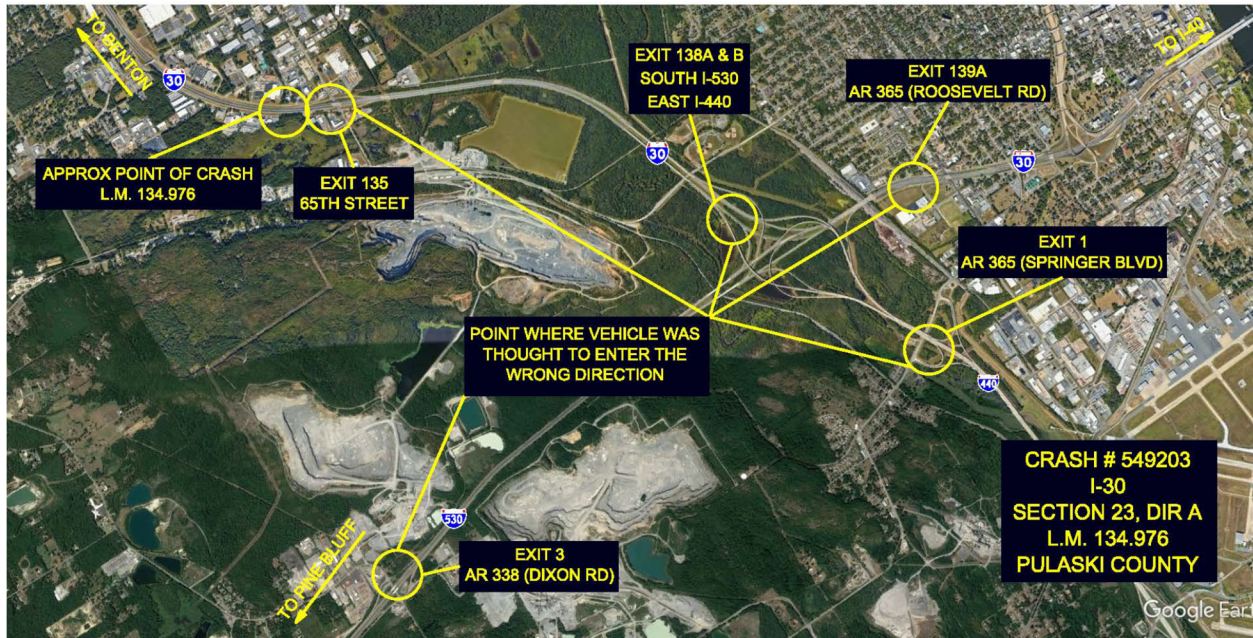 TO BENTON
30
EXIT 138A & B
SOUTH I-530
EAST I-440
TO I-40
EXIT 139A
AR 365 (ROOSEVELT RD)
30
30
APPROX POINT OF CRASH
L.M. 134.976
EXIT 135
65TH STREET
EXIT 1
AR 365 (SPRINGER BLVD)
POINT WHERE VEHICLE WAS
THOUGHT TO ENTER THE
WRONG DIRECTION
440
CRASH # 549203
I-30
SECTION 23, DIR A
L.M. 134.976
PULASKI COUNTY
530
TO PINE BLUFF
EXIT 3
AR 338 (DIXON RD)
Google Eart